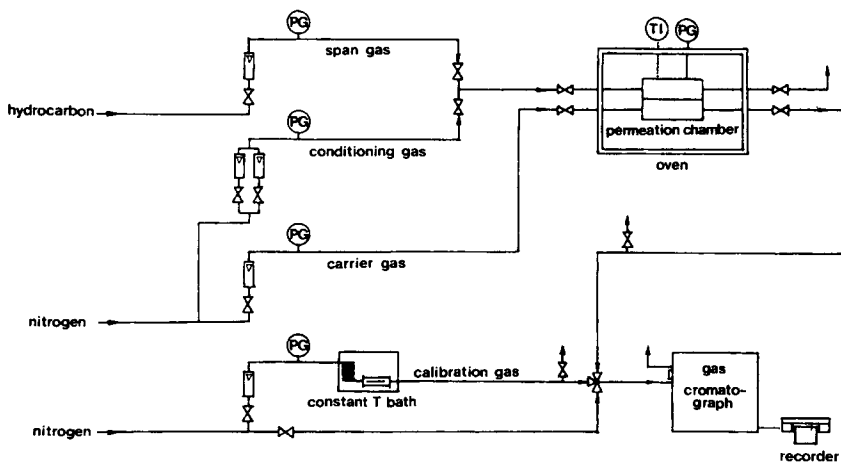 PG
span gas
TI
PG
hydrocarbon
PG
conditioning gas
permeation chamber
oven
PG
carrier gas
nitrogen
PG
calibration gas
constant T bath
gas
cromato-
graph
nitrogen
recorder